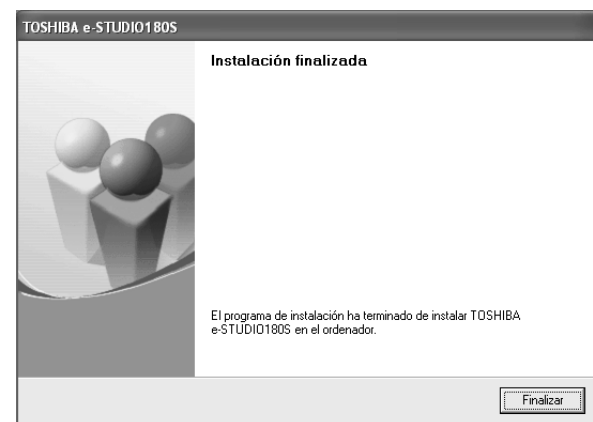 TOSHIBA e-STUDIO180S
Instalación finalizada
El programa de instalación ha terminado de instalar TOSHIBA
e-STUDIO180S en el ordenador.
Finalizar